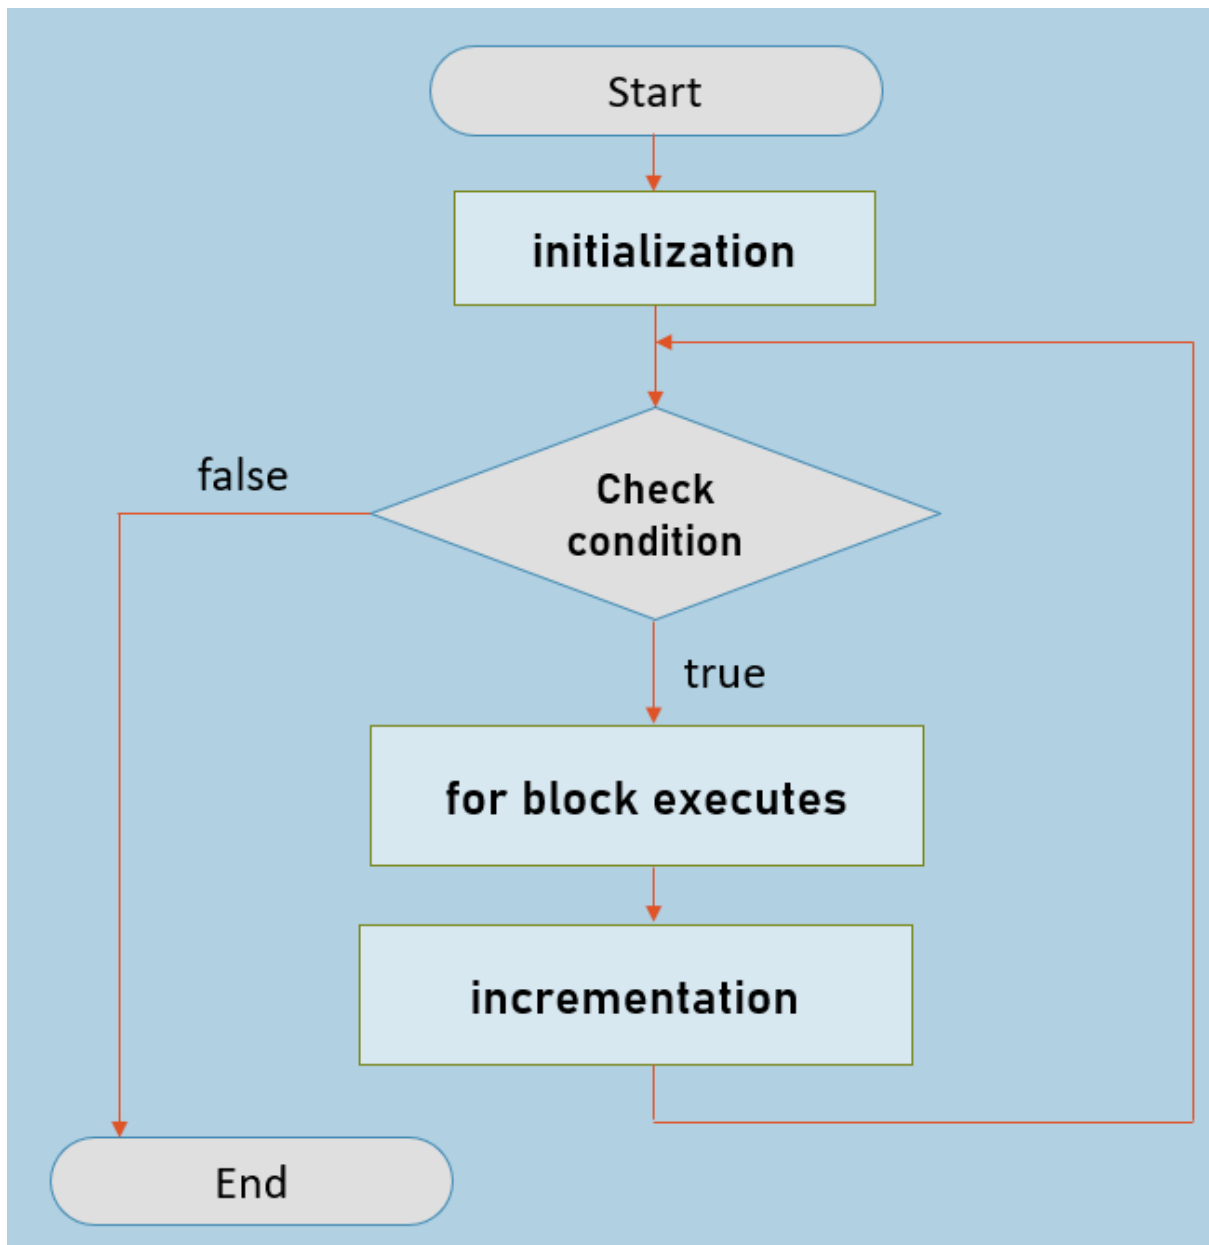 Start
initialization
false
Check
condition
true
for block executes
incrementation
End